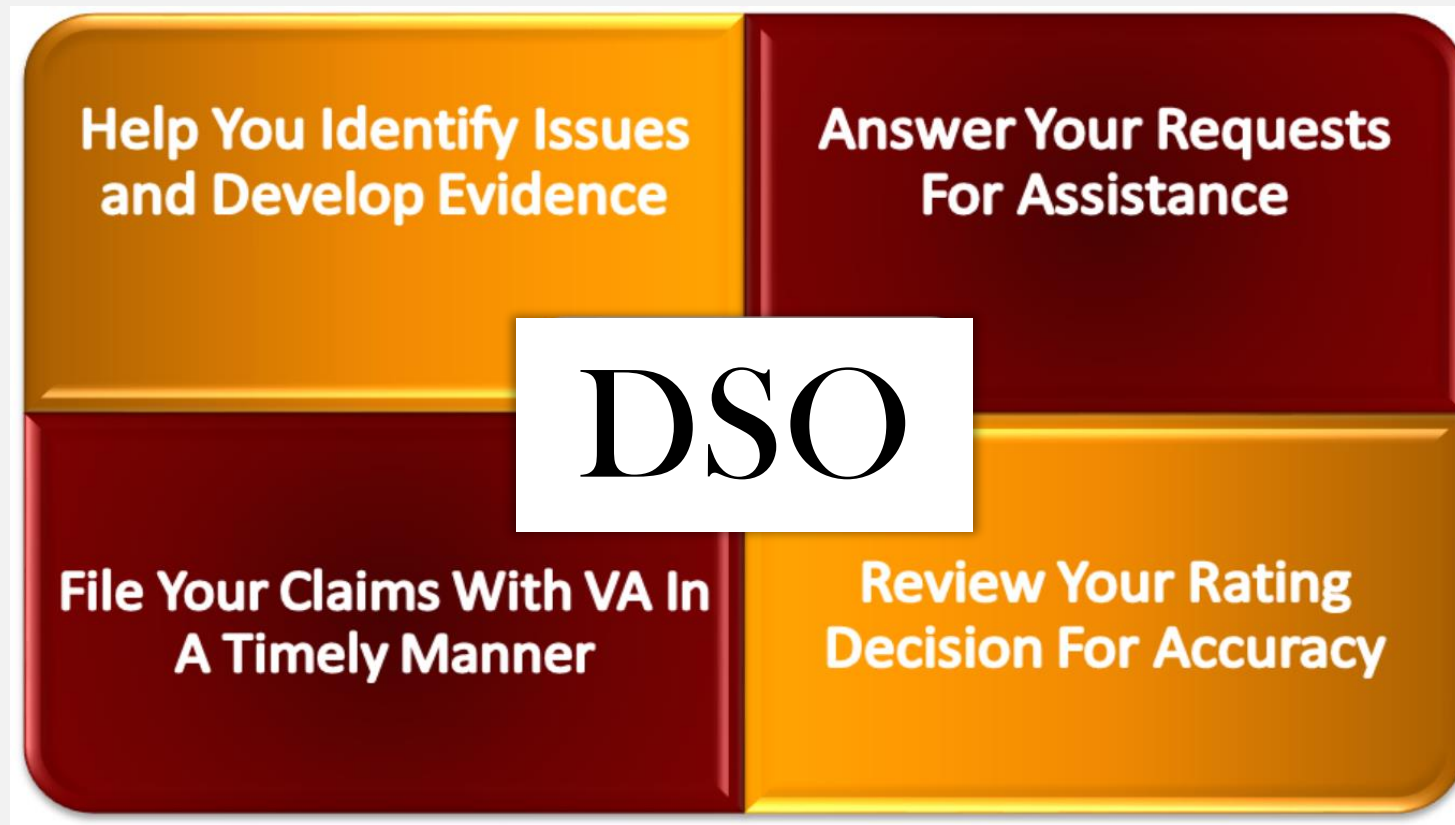 Help You Identify Issues
and Develop Evidence
Answer Your Requests
For Assistance
DSO
File Your Claims With VA In
A Timely Manner
Review Your Rating
Decision For Accuracy